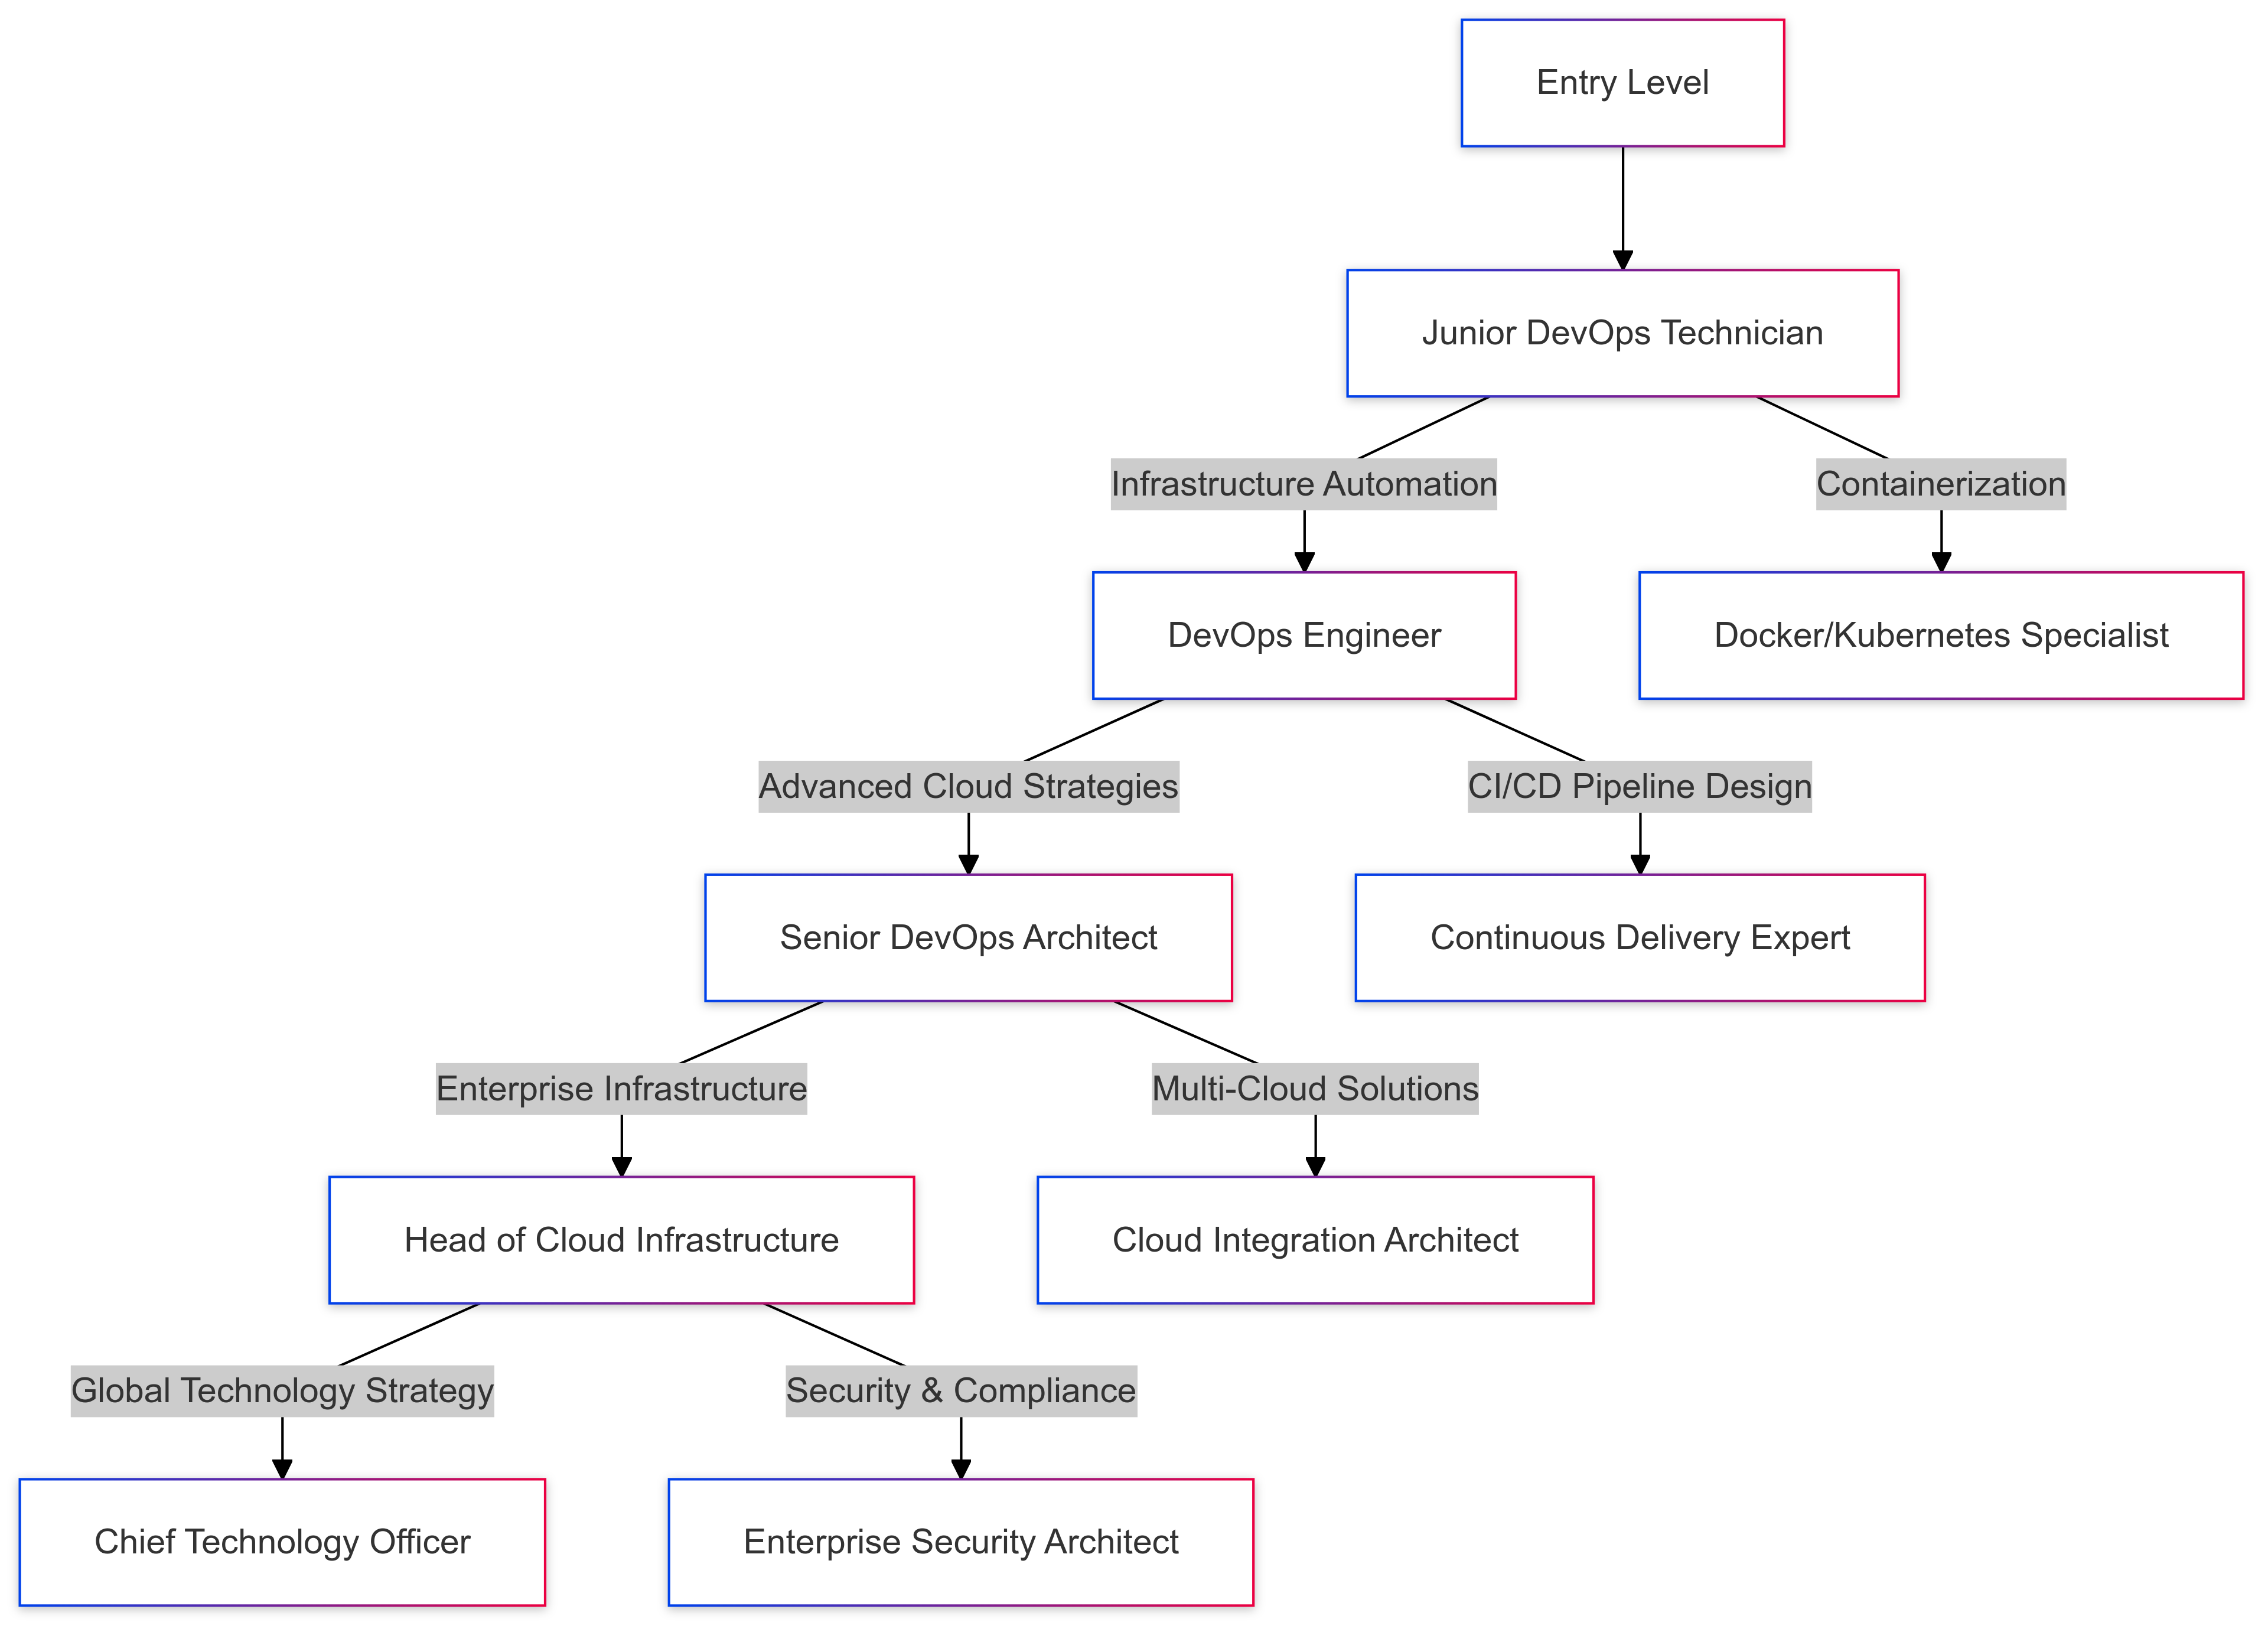 Entry Level
Junior DevOps Technician
Infrastructure Automation
Containerization
DevOps Engineer
Docker/Kubernetes Specialist
Advanced Cloud Strategies
CI/CD Pipeline Design
Senior DevOps Architect
Continuous Delivery Expert
Enterprise Infrastructure
Multi-Cloud Solutions
Head of Cloud Infrastructure
Cloud Integration Architect
Global Technology Strategy
Security & Compliance
Chief Technology Officer
Enterprise Security Architect